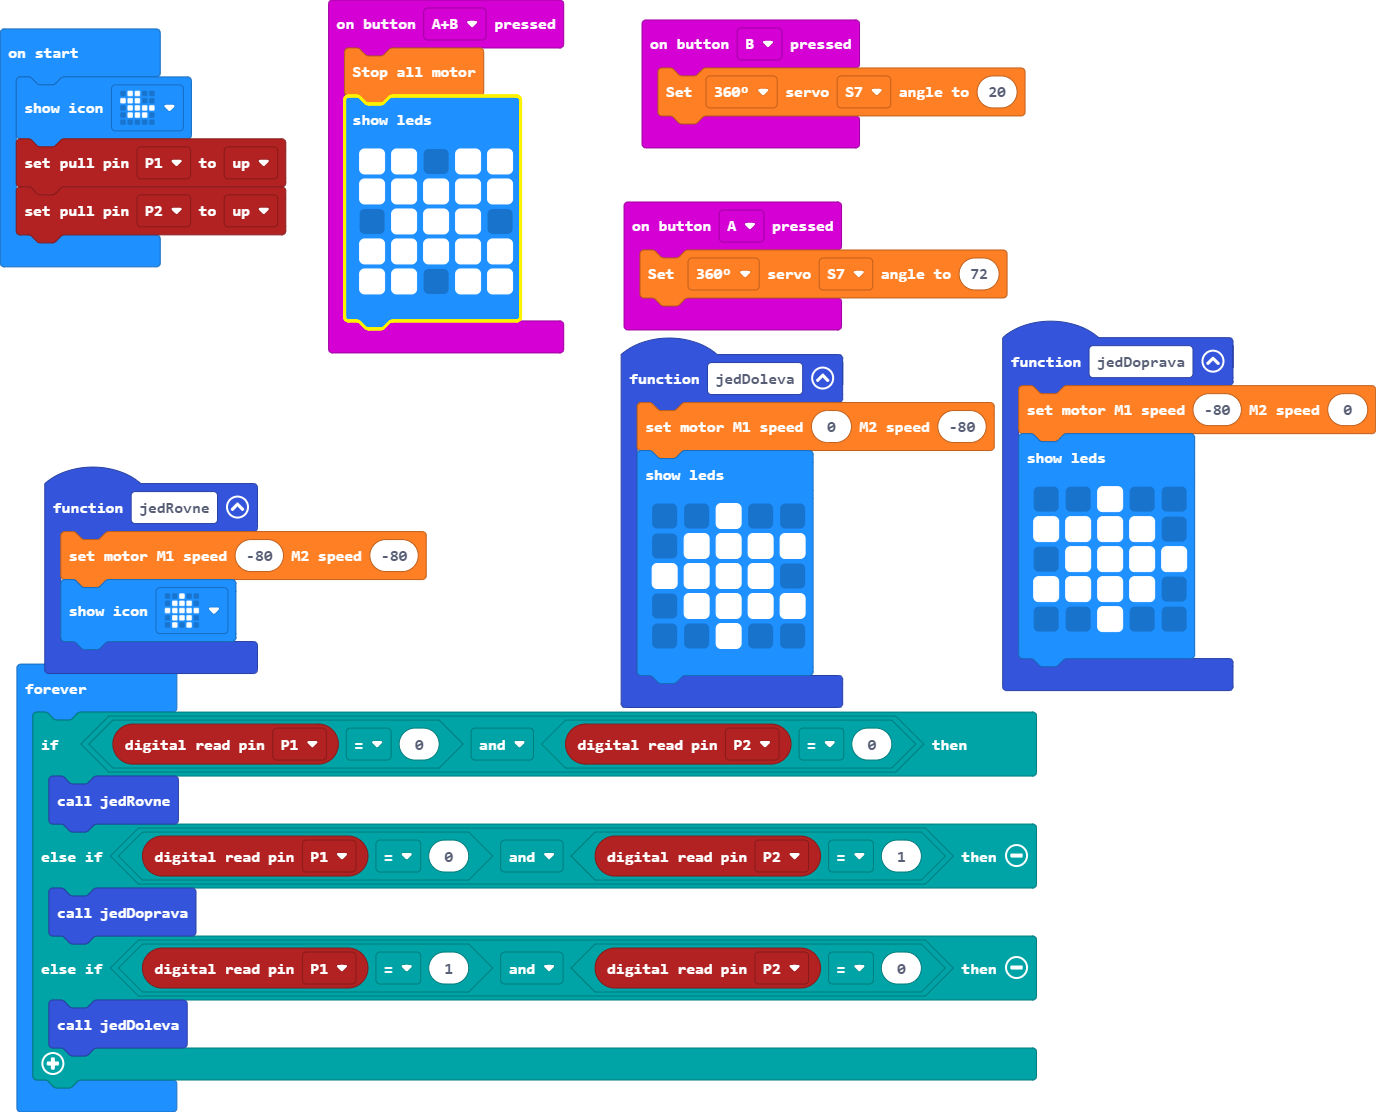 on start
show icon
set pull pin P1 to up
set pull pin P2 to up
on button A+B pressed
Stop all motor
show leds
on button B pressed
Set 360° servo S7 angle to 20
on button A pressed
Set 360° servo S7 angle to 72
function jedDoleva
set motor M1 speed 0 M2 speed -80
show leds
function jedDoprava
set motor M1 speed -80 M2 speed 0
show leds
function jedRovne
set motor M1 speed -80 M2 speed -80
show icon
forever
if digital read pin P1 = 0 and digital read pin P2 = 0 then
call jedRovne
else if digital read pin P1 = 0 and digital read pin P2 = 1 then
call jedDoprava
else if digital read pin P1 = 1 and digital read pin P2 = 0 then
call jedDoleva